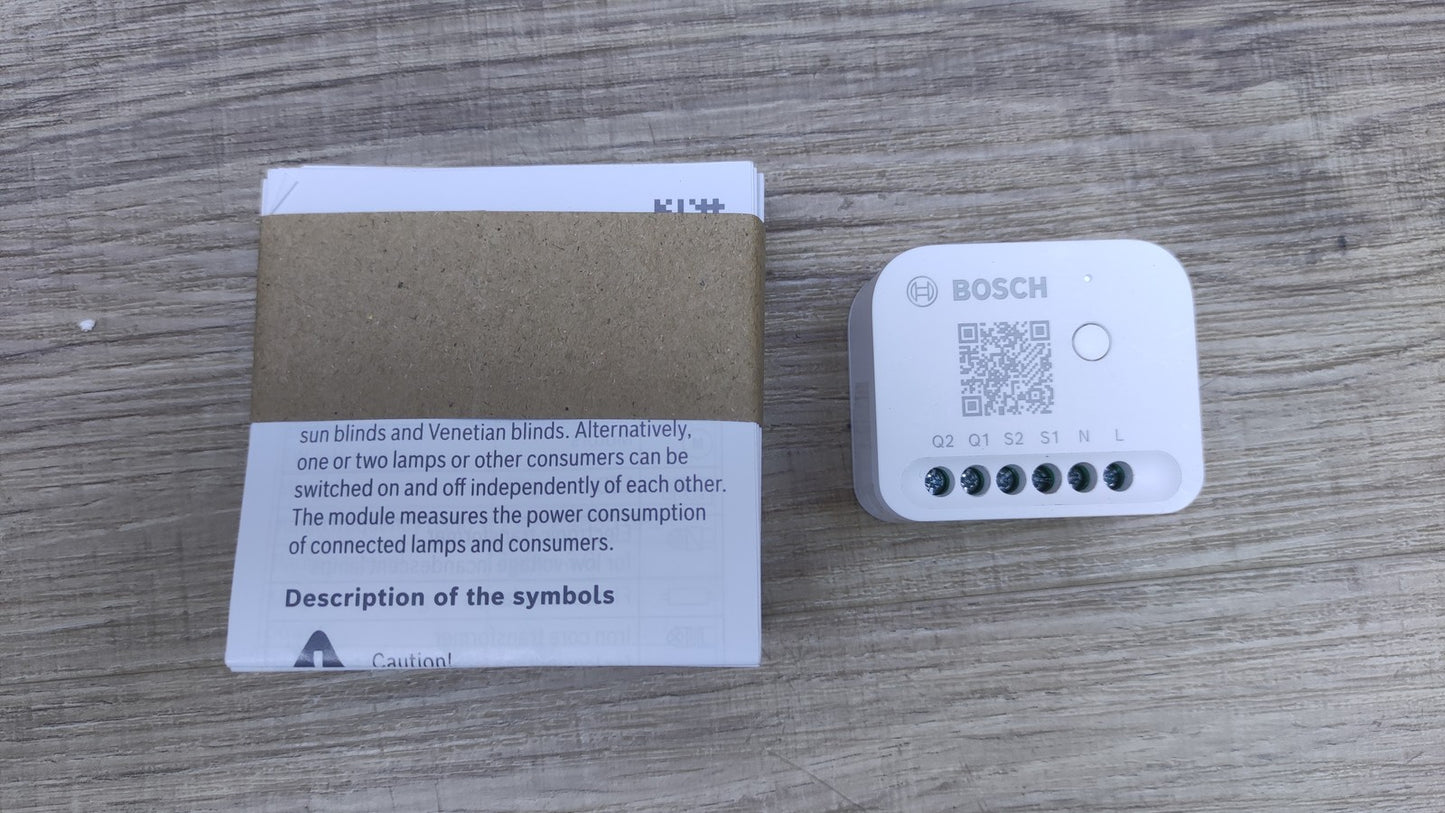 sun blinds and Venetian blinds. Alternatively,
one or two lamps or other consumers can be
switched on and off independently of each other.
The module measures the power consumption
of connected lamps and consumers.
Description of the symbols
Caution!
BOSCH
Q2 Q1 S2 S1 N L